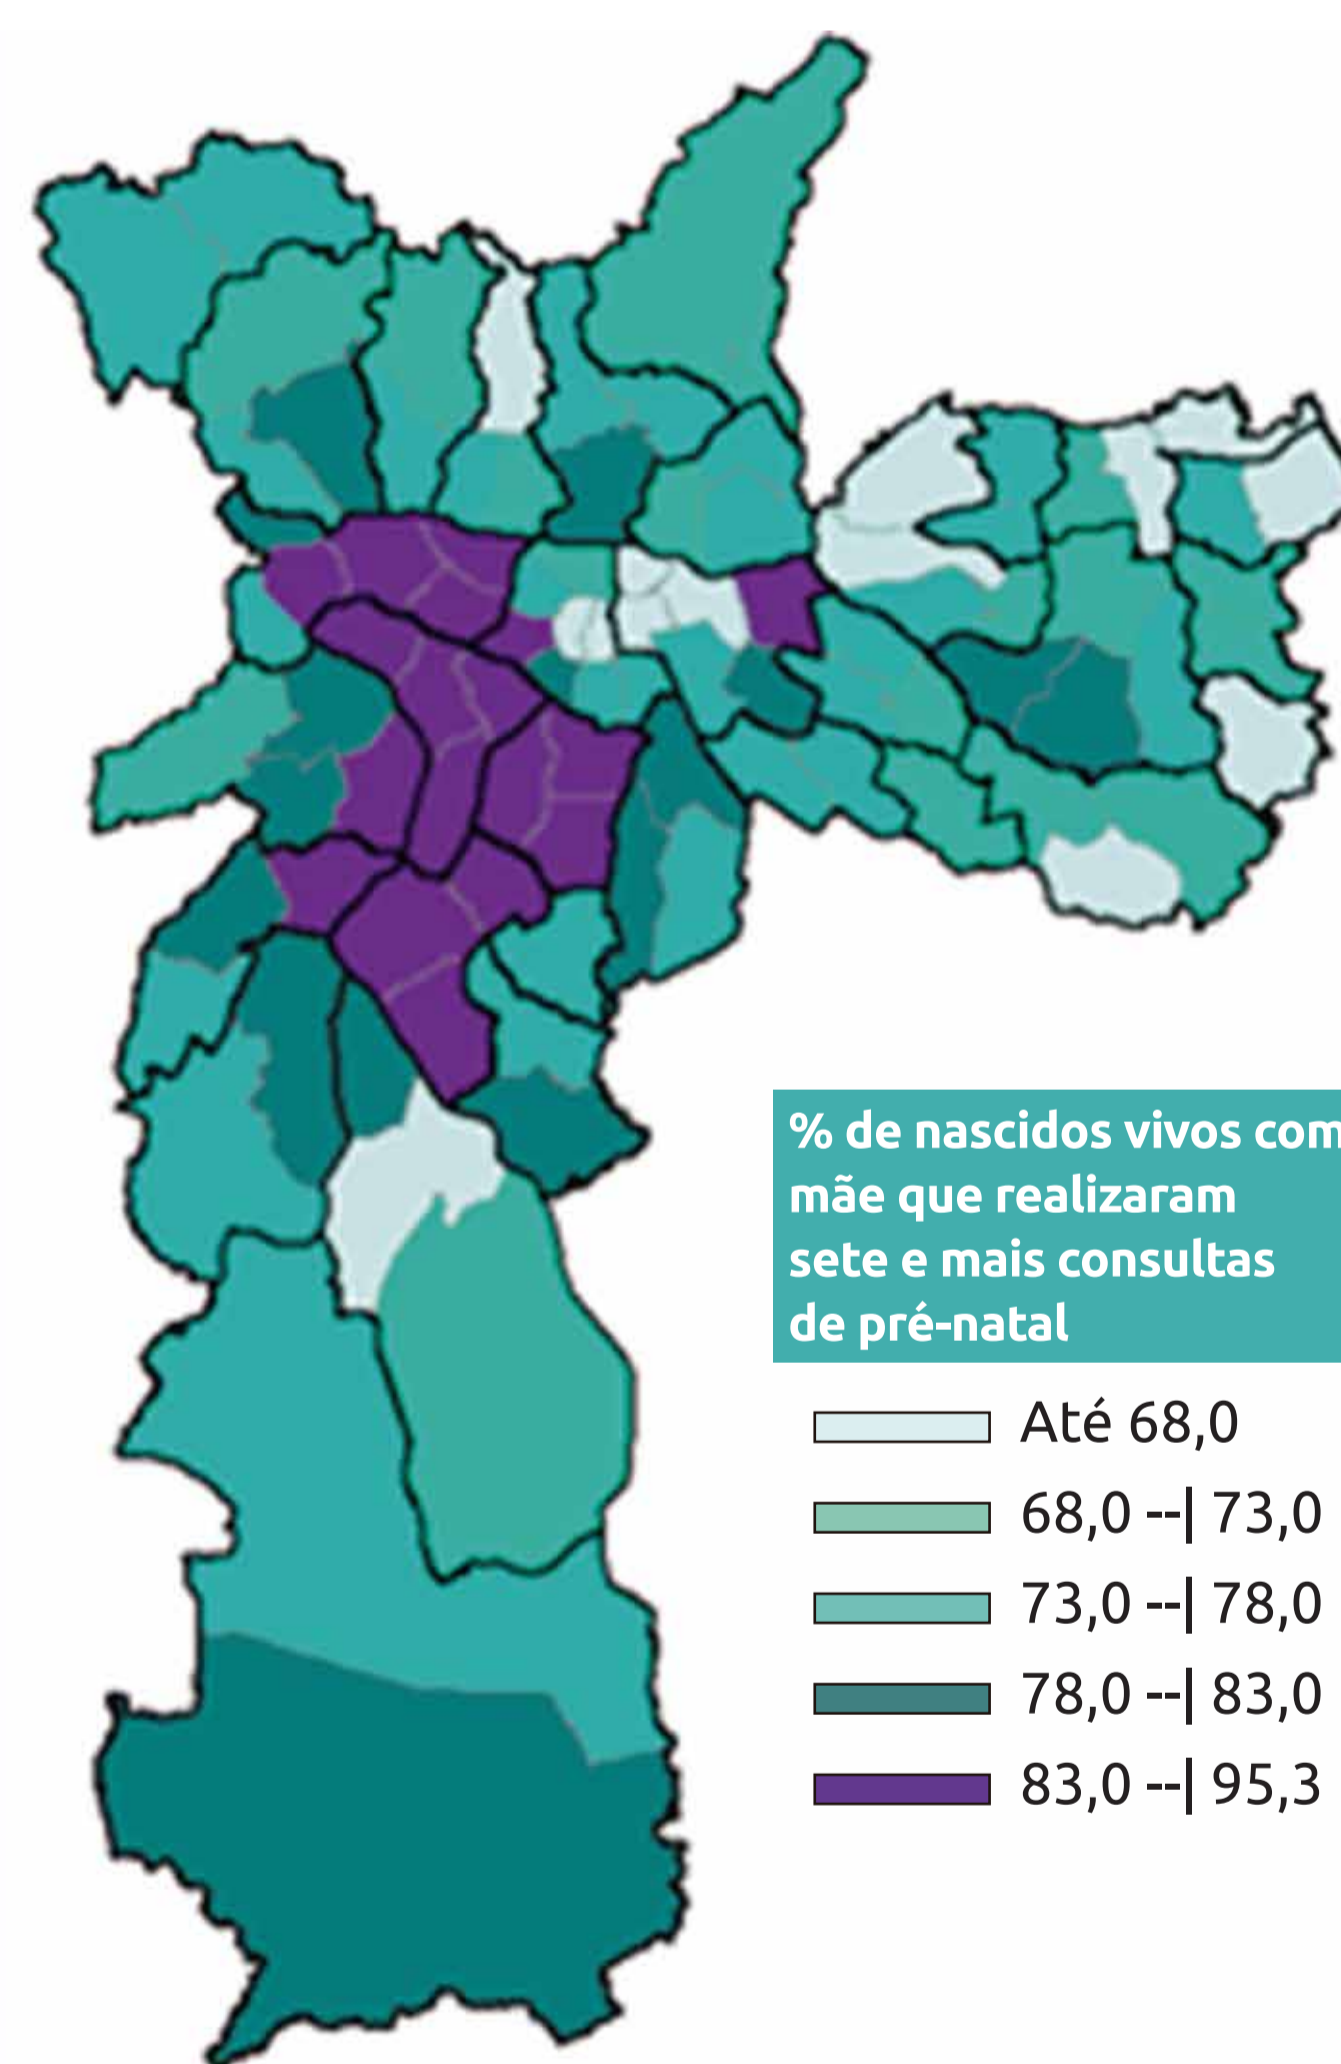 % de nascidos vivos com
mãe que realizaram
sete e mais consultas
de pré-natal
Até 68,0
68,0 --| 73,0
73,0 --| 78,0
78,0 --| 83,0
83,0 --| 95,3